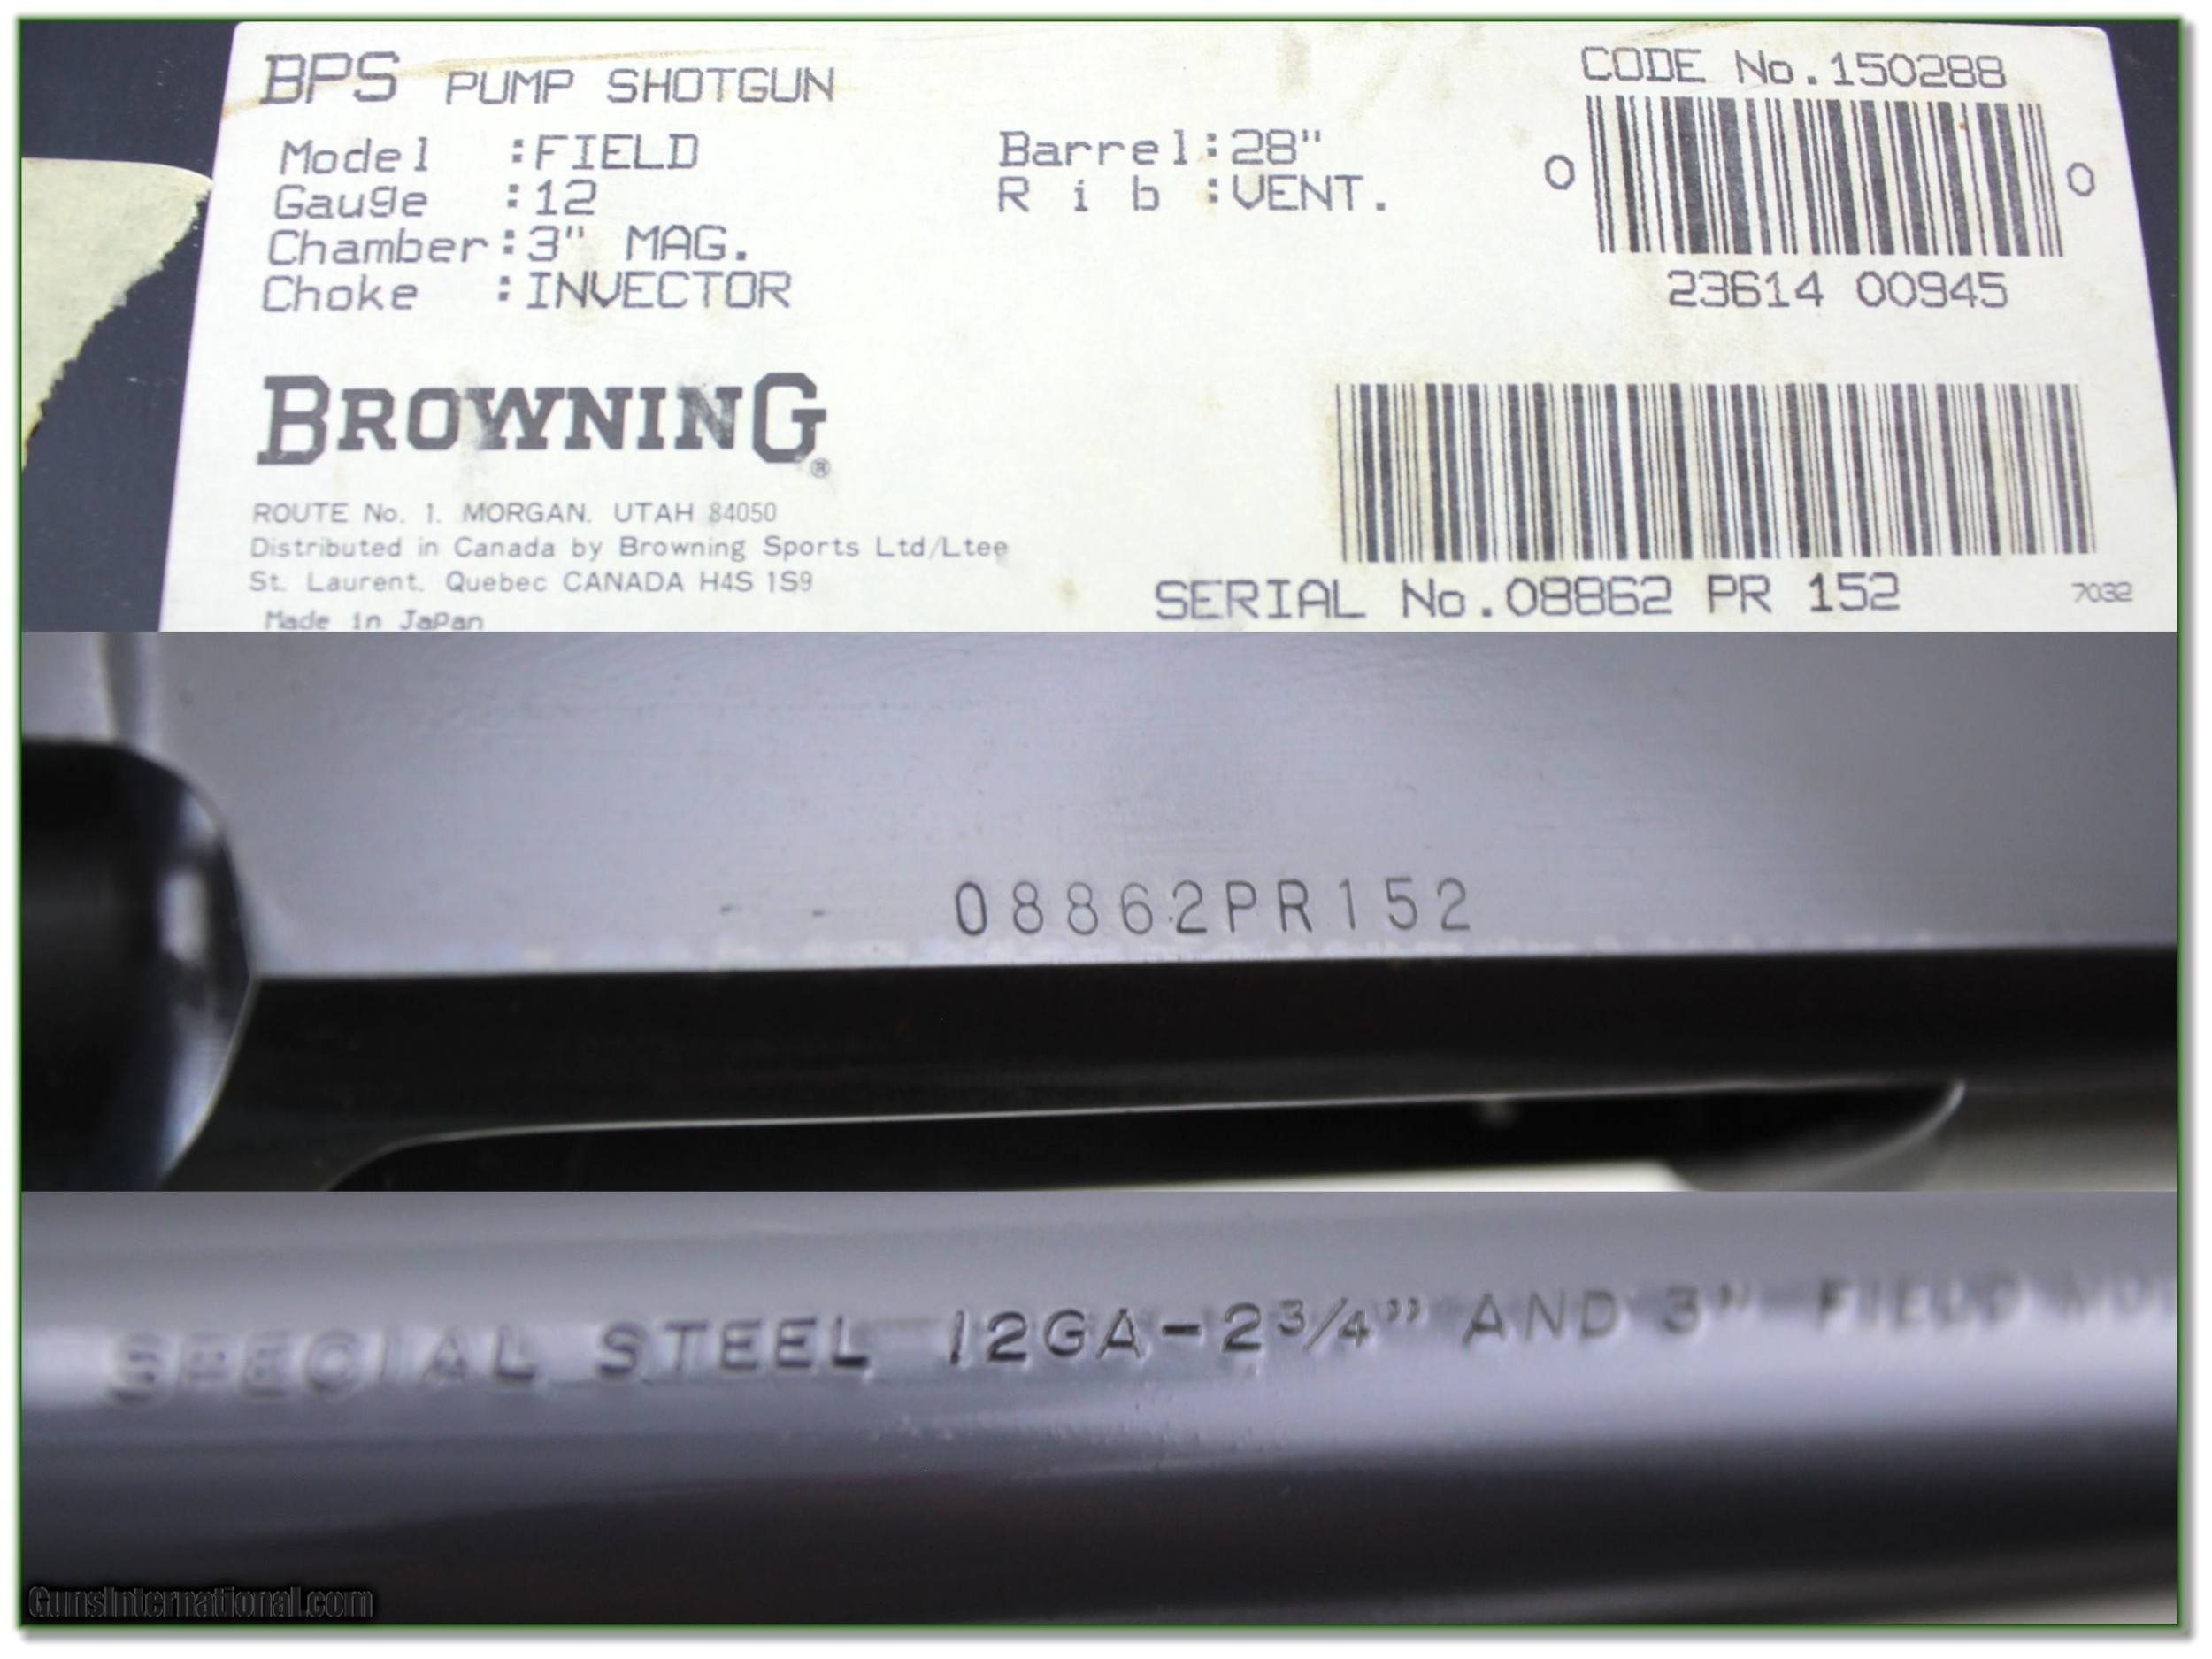 BPS PUMP SHOTGUN
Model :FIELD
Gauge :12
Chamber:3" MAG.
Choke :INVECTOR
Barrel:28"
Rib :VENT.
CODE No.150288
0 0
23614 00945
BROWNING®
ROUTE No. 1. MORGAN. UTAH 84050
Distributed in Canada by Browning Sports Ltd/Ltee
St. Laurent. Quebec CANADA H4S 1S9
Made in Japan
SERIAL No.08862 PR 152
7032
08862PR152
SPECIAL STEEL 12GA-2¾" AND 3" FIELD
GunsInternational.com